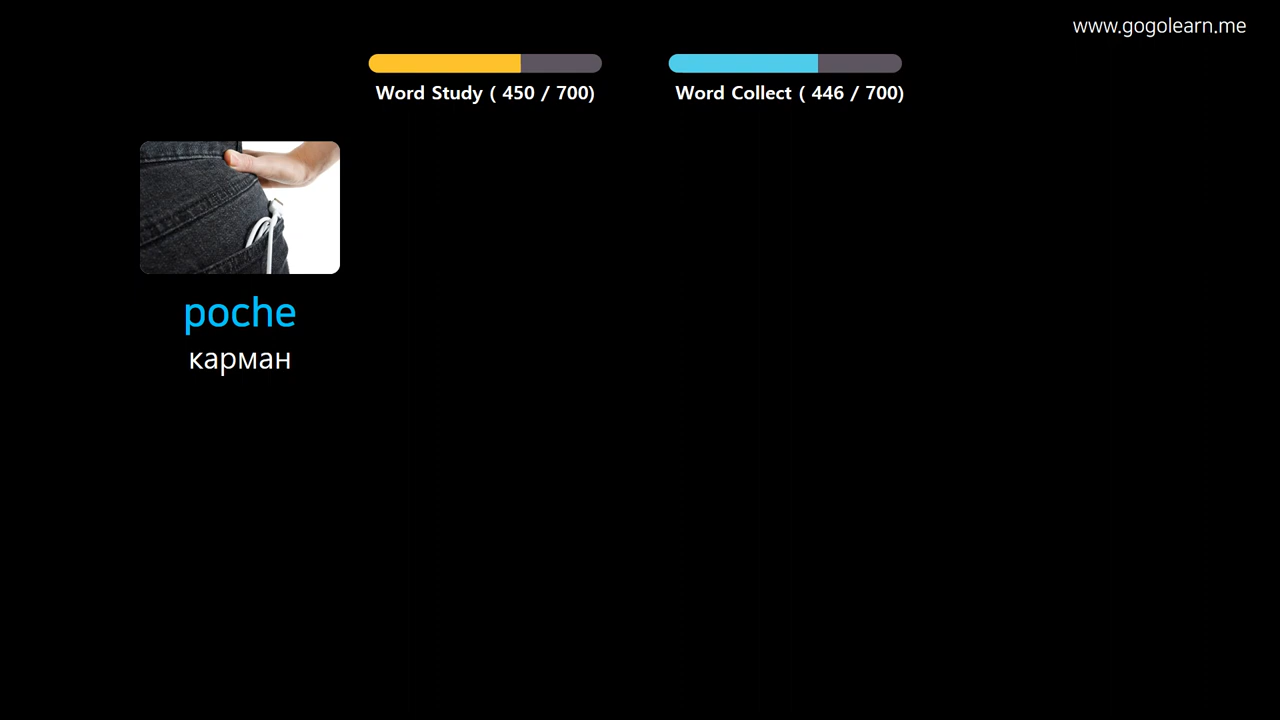 www.gogolearn.me
Word Study ( 450 / 700)
Word Collect ( 446 / 700)
poche
карман